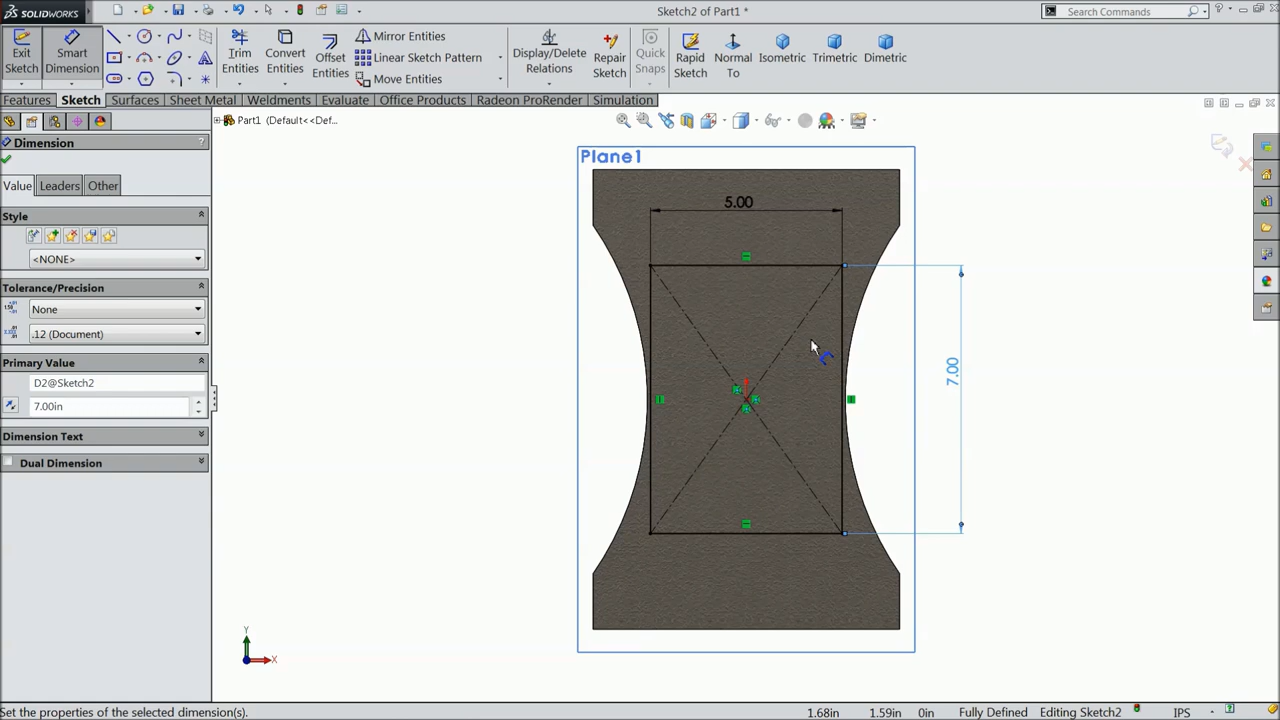 SOLIDWORKS
Sketch2 of Part1 *
Search Commands
Exit Sketch
Smart Dimension
Trim Entities
Convert Entities
Offset Entities
Mirror Entities
Linear Sketch Pattern
Move Entities
Display/Delete Relations
Repair Sketch
Quick Snaps
Rapid Sketch
Normal To
Isometric
Trimetric
Dimetric
Features
Sketch
Surfaces
Sheet Metal
Weldments
Evaluate
Office Products
Radeon ProRender
Simulation
Part1 (Default<<Def...
Dimension
?
Value
Leaders
Other
Style
<NONE>
Tolerance/Precision
None
.12 (Document)
Primary Value
D2@Sketch2
7.00in
Dimension Text
Dual Dimension
Plane1
5.00
7.00
Y
X
Set the properties of the selected dimension(s).
1.68in
1.59in
0in
Fully Defined
Editing Sketch2
IPS